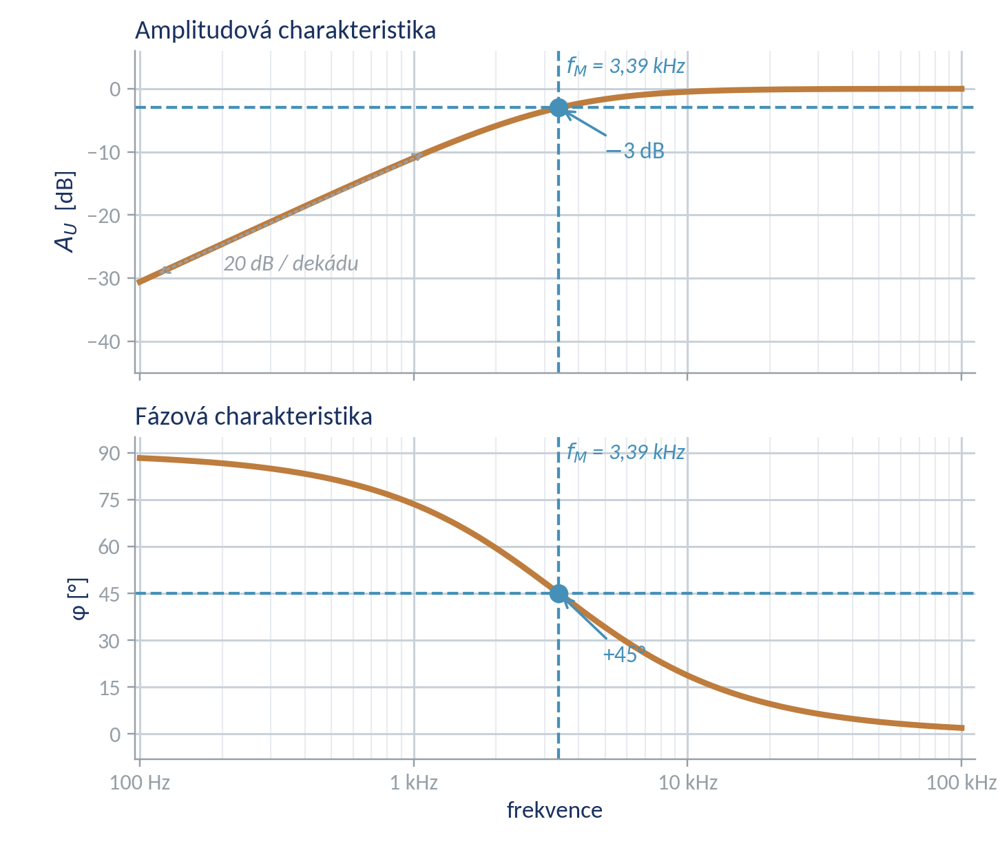 Amplitudová charakteristika
f_M = 3,39 kHz
0
−10
−20
−30
−40
A_U [dB]
−3 dB
20 dB / dekádu
Fázová charakteristika
f_M = 3,39 kHz
90
75
60
45
30
15
0
φ [°]
+45°
100 Hz
1 kHz
10 kHz
100 kHz
frekvence